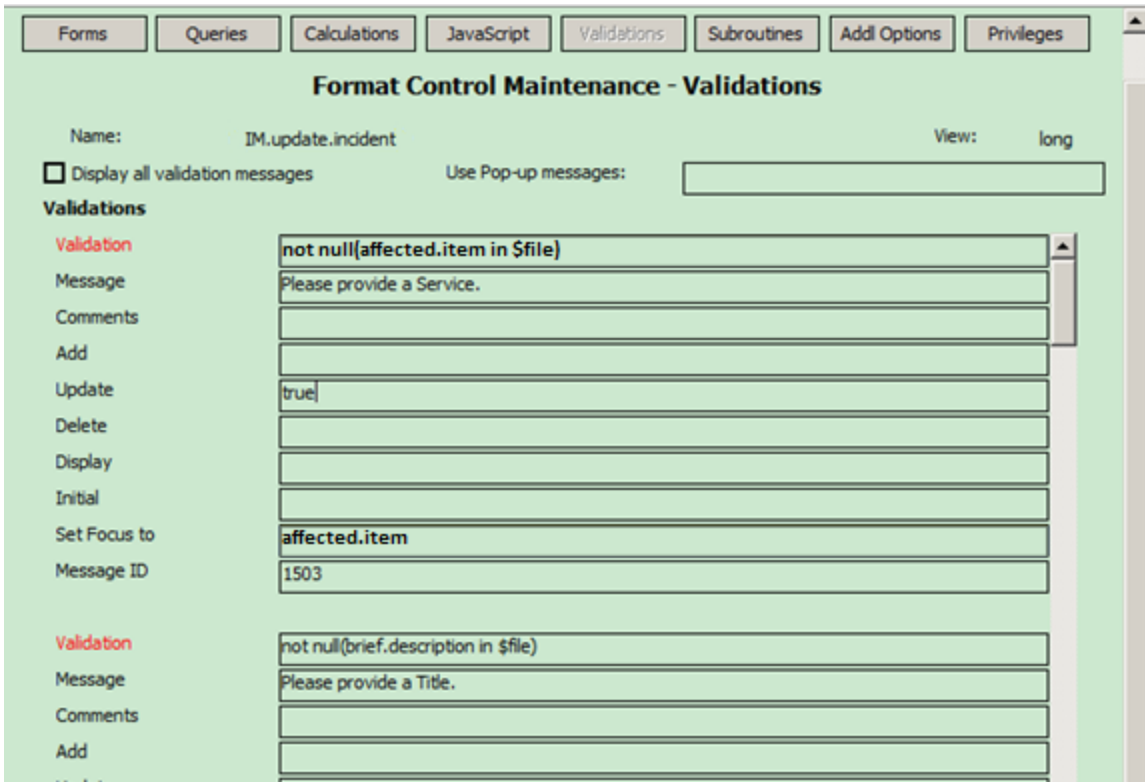 Forms Queries Calculations JavaScript Validations Subroutines Addl Options Privileges
Format Control Maintenance - Validations
Name: IM.update.incident View: long
Display all validation messages Use Pop-up messages:
Validations
Validation not null(affected.item in $file)
Message Please provide a Service.
Comments
Add
Update true
Delete
Display
Initial
Set Focus to affected.item
Message ID 1503
Validation not null(brief.description in $file)
Message Please provide a Title.
Comments
Add